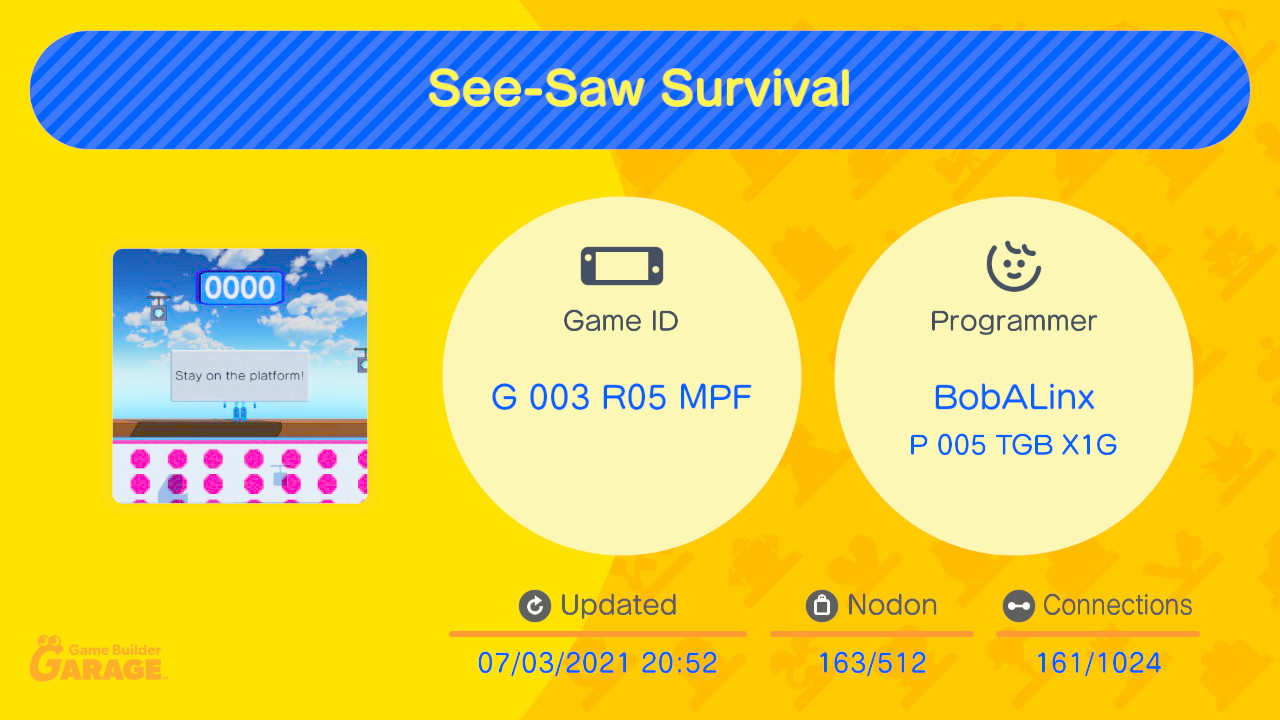 See-Saw Survival
0000
Stay on the platform!
Game ID
G 003 R05 MPF
Programmer
BobALinx
P 005 TGB X1G
Updated
07/03/2021 20:52
Nodon
163/512
Connections
161/1024
Game Builder
GARAGE